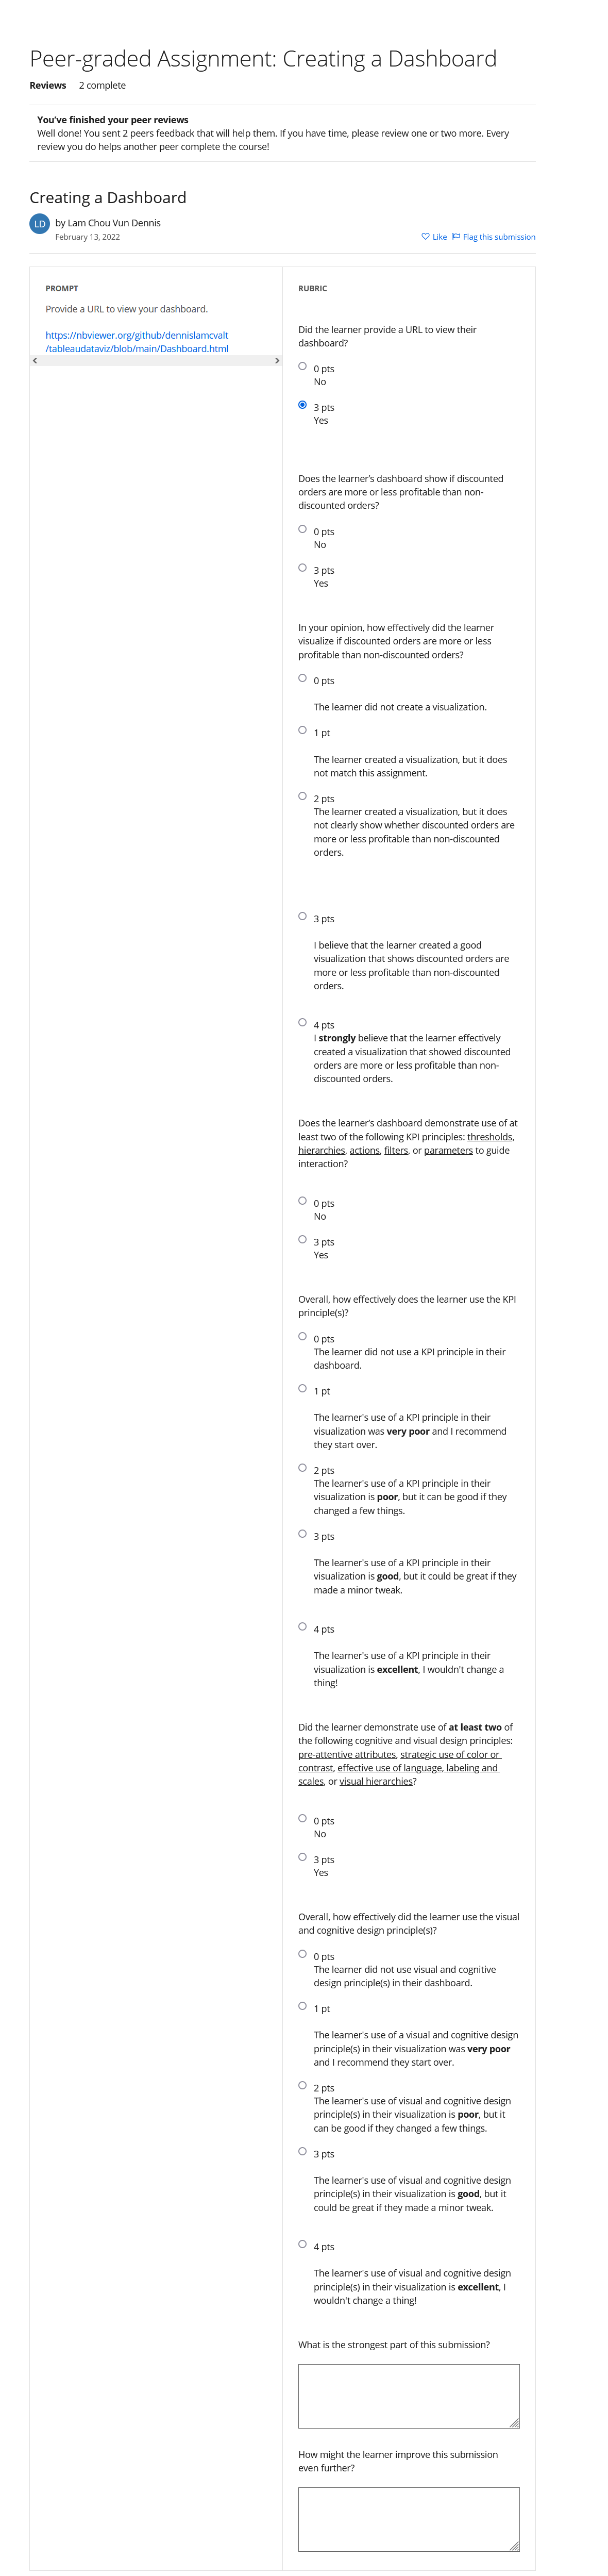 Peer-graded Assignment: Creating a Dashboard
Reviews 2 complete
You've finished your peer reviews
Well done! You sent 2 peers feedback that will help them. If you have time, please review one or two more. Every
review you do helps another peer complete the course!
Creating a Dashboard
LD
by Lam Chou Vun Dennis
February 13, 2022
Like Flag this submission
PROMPT
Provide a URL to view your dashboard.
https://nbviewer.org/github/dennislamcvalt
/tableaudataviz/blob/main/Dashboard.html
RUBRIC
Did the learner provide a URL to view their
dashboard?
0 pts
No
3 pts
Yes
Does the learner's dashboard show if discounted
orders are more or less profitable than non-
discounted orders?
0 pts
No
3 pts
Yes
In your opinion, how effectively did the learner
visualize if discounted orders are more or less
profitable than non-discounted orders?
0 pts
The learner did not create a visualization.
1 pt
The learner created a visualization, but it does
not match this assignment.
2 pts
The learner created a visualization, but it does
not clearly show whether discounted orders are
more or less profitable than non-discounted
orders.
3 pts
I believe that the learner created a good
visualization that shows discounted orders are
more or less profitable than non-discounted
orders.
4 pts
I strongly believe that the learner effectively
created a visualization that showed discounted
orders are more or less profitable than non-
discounted orders.
Does the learner's dashboard demonstrate use of at
least two of the following KPI principles: thresholds,
hierarchies, actions, filters, or parameters to guide
interaction?
0 pts
No
3 pts
Yes
Overall, how effectively does the learner use the KPI
principle(s)?
0 pts
The learner did not use a KPI principle in their
dashboard.
1 pt
The learner's use of a KPI principle in their
visualization was very poor and I recommend
they start over.
2 pts
The learner's use of a KPI principle in their
visualization is poor, but it can be good if they
changed a few things.
3 pts
The learner's use of a KPI principle in their
visualization is good, but it could be great if they
made a minor tweak.
4 pts
The learner's use of a KPI principle in their
visualization is excellent, I wouldn't change a
thing!
Did the learner demonstrate use of at least two of
the following cognitive and visual design principles:
pre-attentive attributes, strategic use of color or
contrast, effective use of language, labeling and
scales, or visual hierarchies?
0 pts
No
3 pts
Yes
Overall, how effectively did the learner use the visual
and cognitive design principle(s)?
0 pts
The learner did not use visual and cognitive
design principle(s) in their dashboard.
1 pt
The learner's use of a visual and cognitive design
principle(s) in their visualization was very poor
and I recommend they start over.
2 pts
The learner's use of visual and cognitive design
principle(s) in their visualization is poor, but it
can be good if they changed a few things.
3 pts
The learner's use of visual and cognitive design
principle(s) in their visualization is good, but it
could be great if they made a minor tweak.
4 pts
The learner's use of visual and cognitive design
principle(s) in their visualization is excellent, I
wouldn't change a thing!
What is the strongest part of this submission?
How might the learner improve this submission
even further?